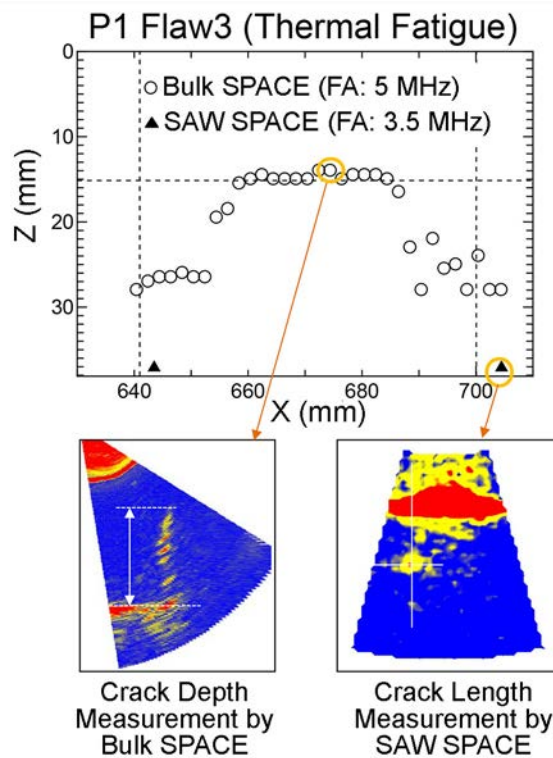 P1 Flaw3 (Thermal Fatigue)
0
○ Bulk SPACE (FA: 5 MHz)
▲ SAW SPACE (FA: 3.5 MHz)
10
Z (mm)
20
30
640 660 680 700
X (mm)
Crack Depth
Measurement by
Bulk SPACE
Crack Length
Measurement by
SAW SPACE